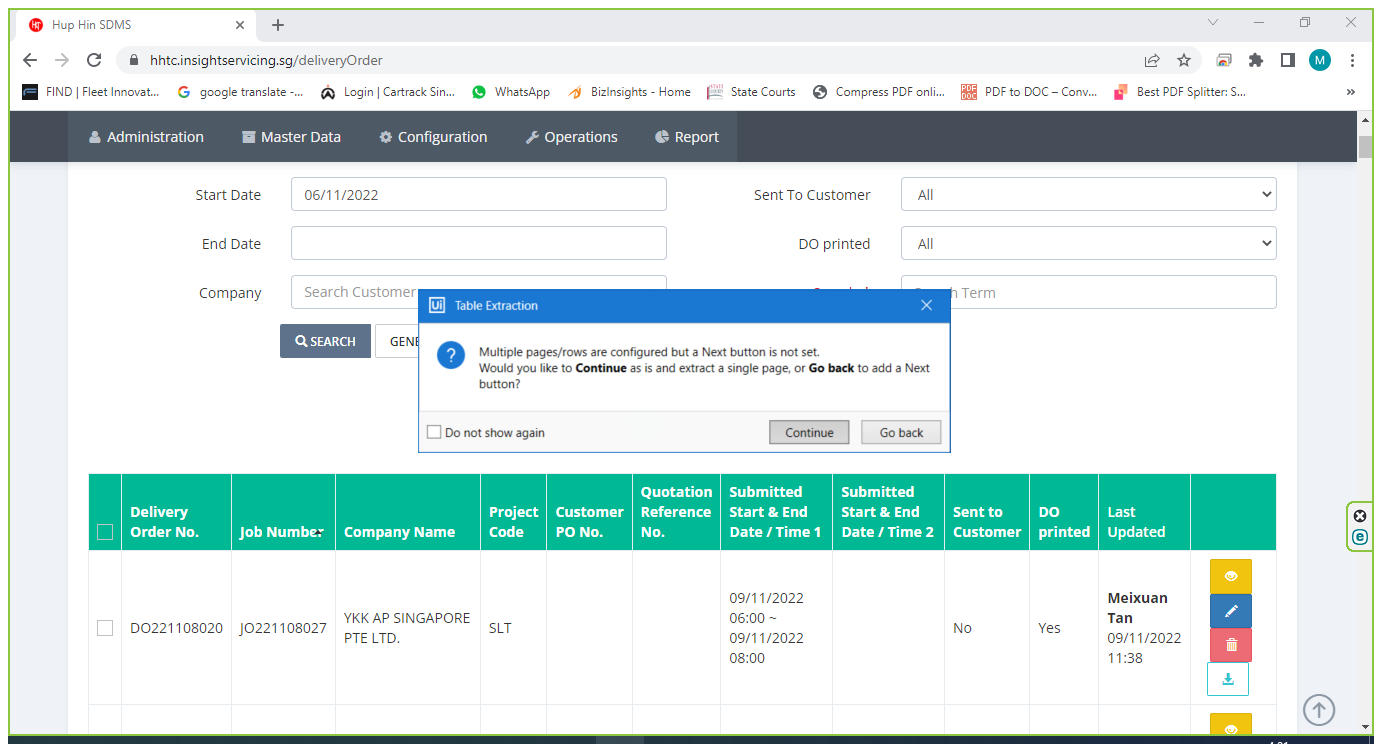 Hup Hin SDMS
hhtc.insightservicing.sg/deliveryOrder
M
FIND | Fleet Innovat...
google translate -...
Login | Cartrack Sin...
WhatsApp
BizInsights - Home
State Courts
Compress PDF onli...
PDF to DOC – Conv...
Best PDF Splitter: S...
»
Administration
Master Data
Configuration
Operations
Report
Start Date
06/11/2022
Sent To Customer
All
End Date
DO printed
All
Company
Search Customer
h Term
SEARCH
GENE
Ui Table Extraction
Multiple pages/rows are configured but a Next button is not set.
Would you like to Continue as is and extract a single page, or Go back to add a Next
button?
Do not show again
Continue
Go back
Delivery
Order No.
Job Number
Company Name
Project
Code
Customer
PO No.
Quotation
Reference
No.
Submitted
Start & End
Date / Time 1
Submitted
Start & End
Date / Time 2
Sent to
Customer
DO
printed
Last
Updated
DO221108020
JO221108027
YKK AP SINGAPORE
PTE LTD.
SLT
09/11/2022
06:00 ~
09/11/2022
08:00
No
Yes
Meixuan
Tan
09/11/2022
11:38